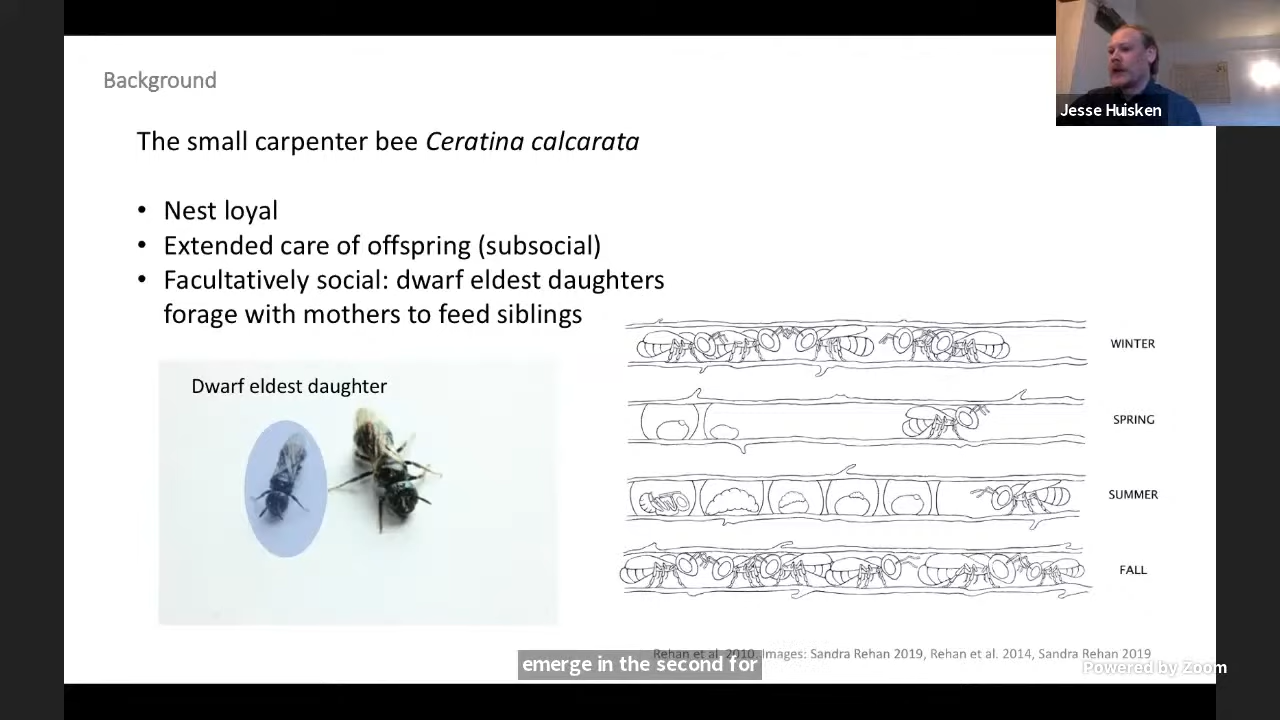 Background
Jesse Huisken
The small carpenter bee Ceratina calcarata
• Nest loyal
• Extended care of offspring (subsocial)
• Facultatively social: dwarf eldest daughters
forage with mothers to feed siblings
Dwarf eldest daughter
WINTER
SPRING
SUMMER
FALL
Rehan et al. 2010, Images: Sandra Rehan 2019, Rehan et al. 2014, Sandra Rehan 2019
emerge in the second for
Powered by Zoom